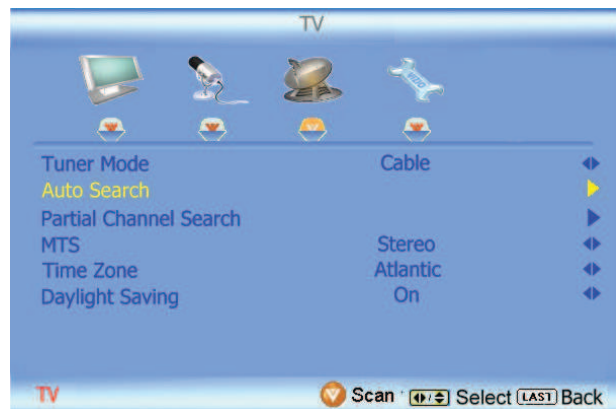 TV
Tuner Mode Cable
Auto Search
Partial Channel Search
MTS Stereo
Time Zone Atlantic
Daylight Saving On
TV Scan Select LAST Back